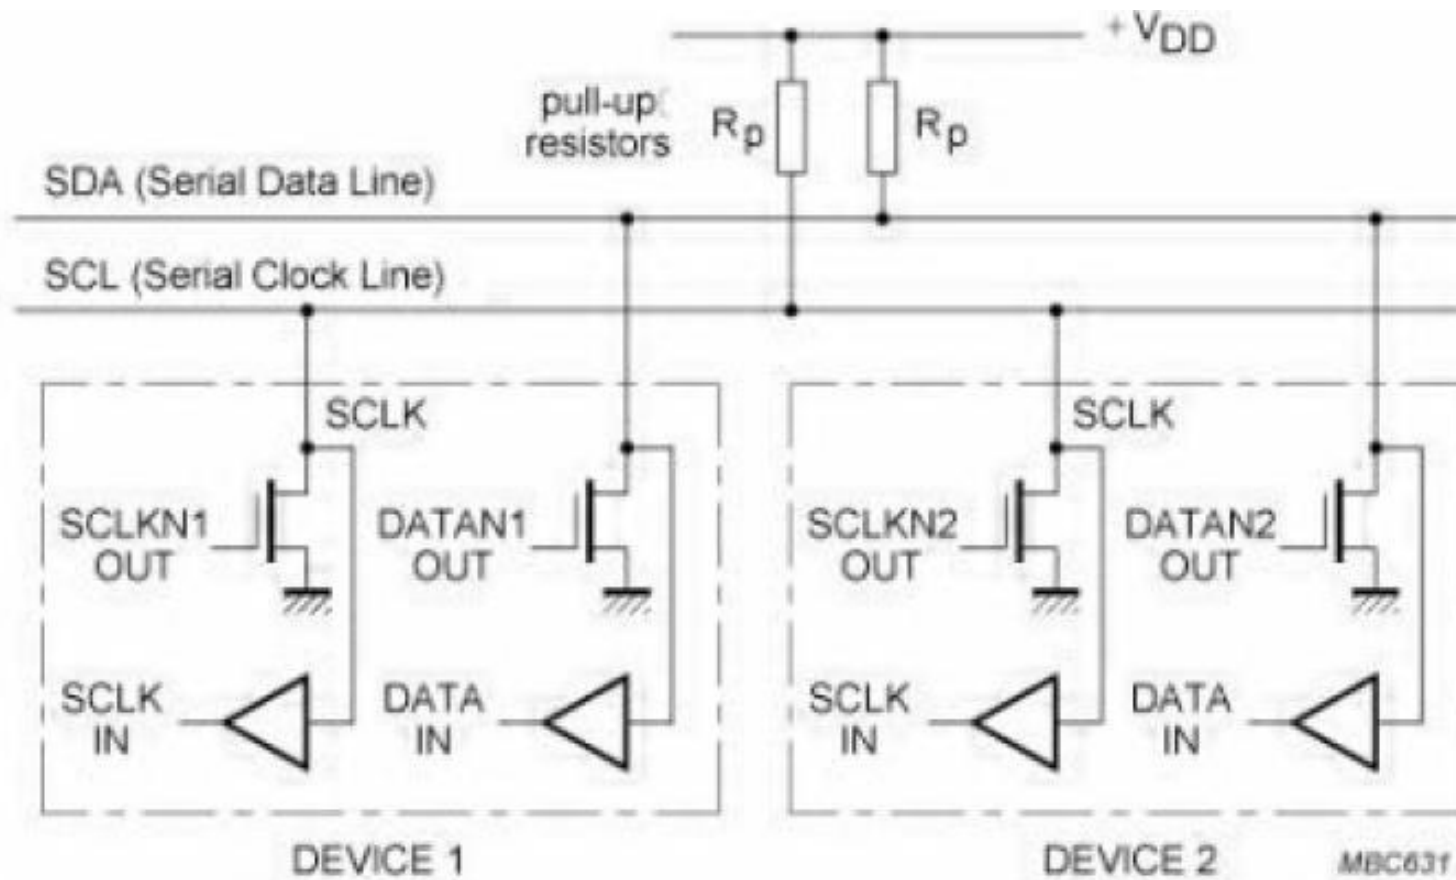 + VDD
pull-up
resistors
Rp
Rp
SDA (Serial Data Line)
SCL (Serial Clock Line)
SCLK
SCLKN1
OUT
DATAN1
OUT
SCLK
IN
DATA
IN
DEVICE 1
SCLK
SCLKN2
OUT
DATAN2
OUT
SCLK
IN
DATA
IN
DEVICE 2
MBC631